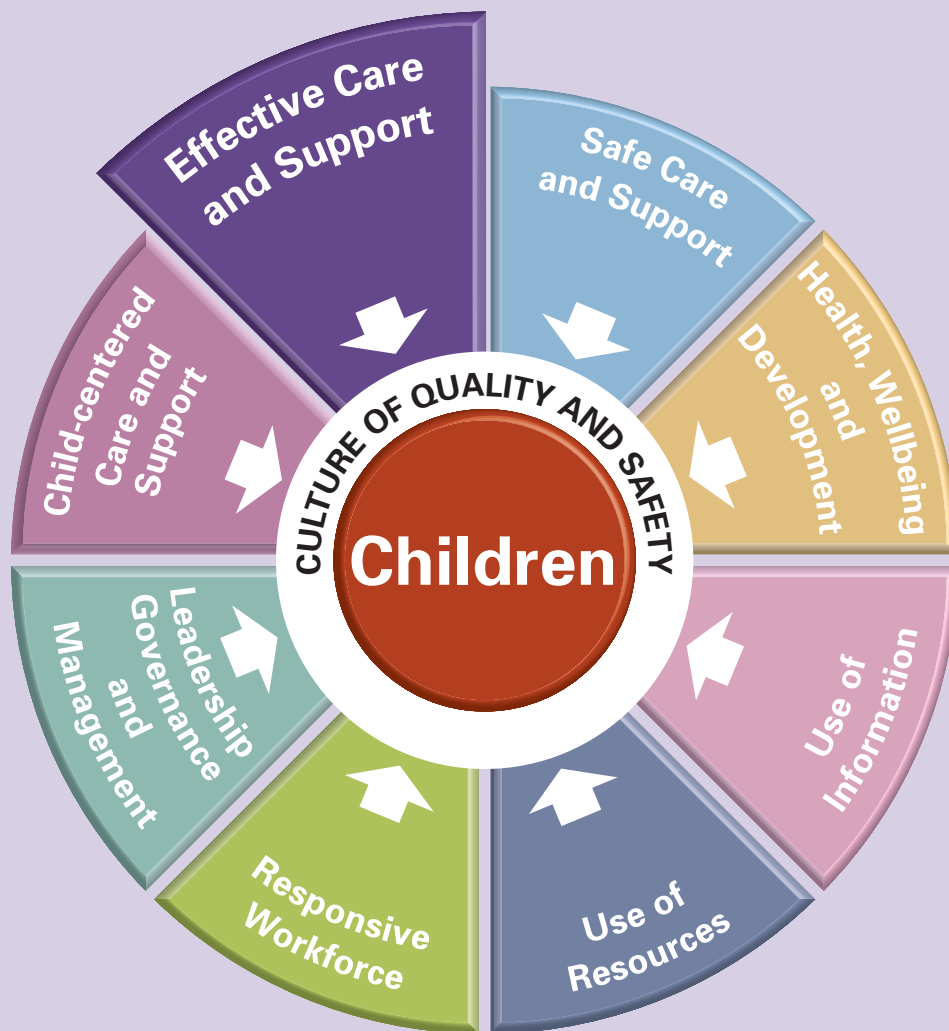 Effective Care
and Support
Safe Care
and Support
Health, Wellbeing
and
Development
Use of
Information
Use of
Resources
Responsive
Workforce
Leadership
Governance
and
Management
Child-centered
Care and
Support
CULTURE OF QUALITY AND SAFETY
Children